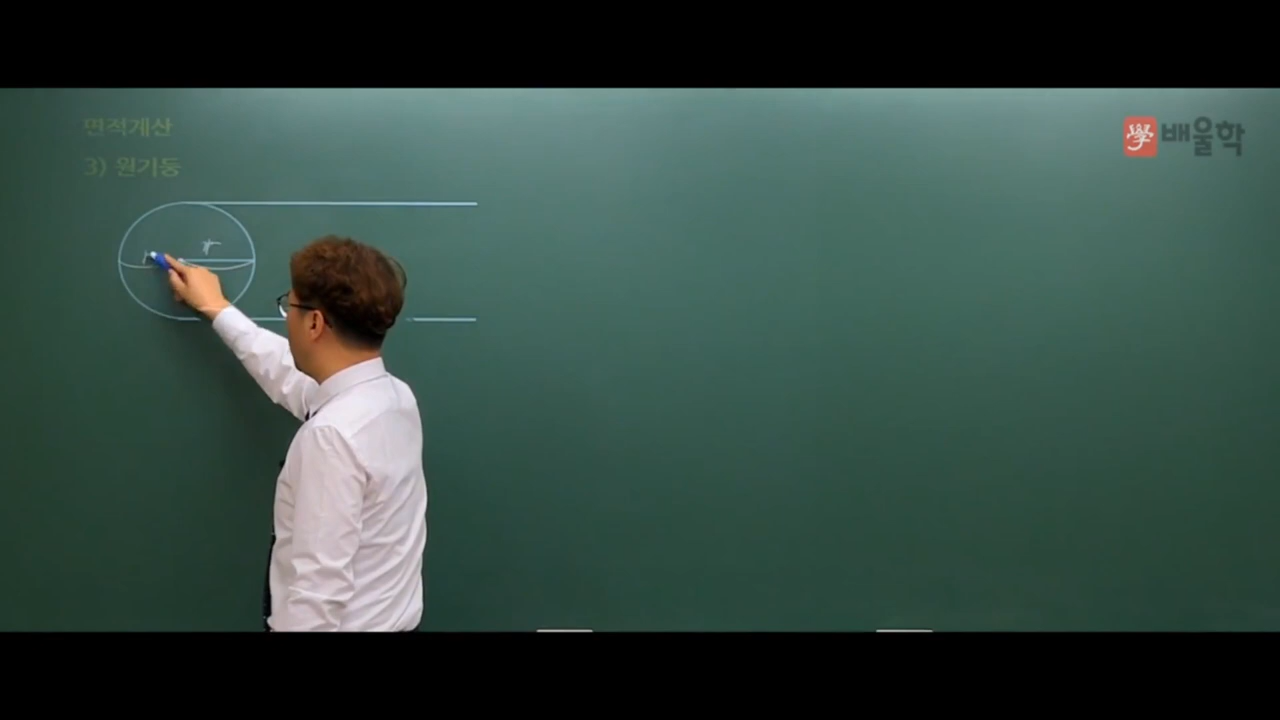 면적계산
3) 원기둥
r
學 배울학